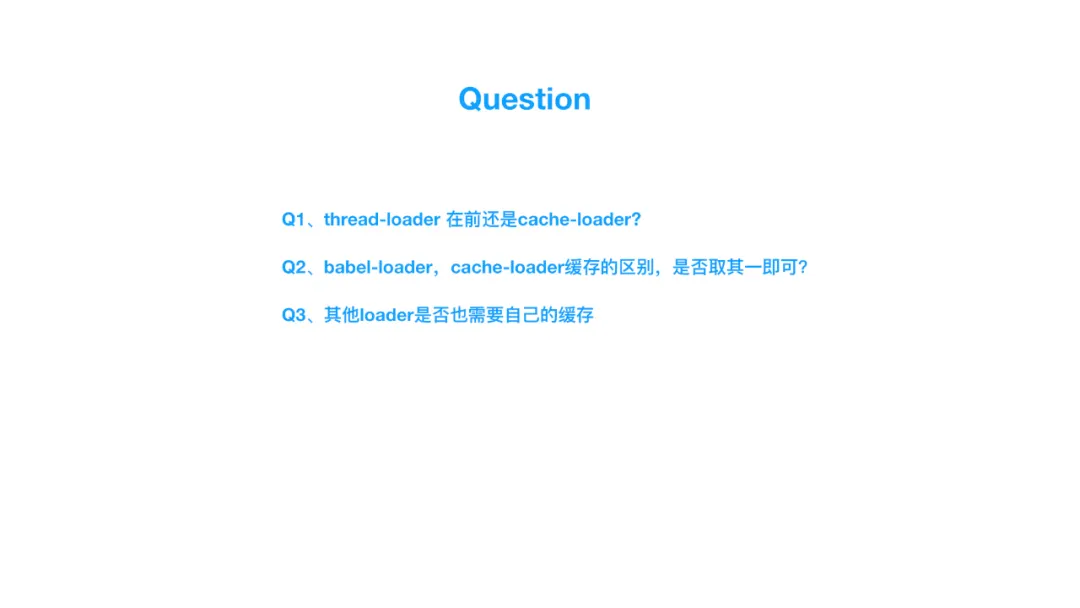 Question
Q1、thread-loader 在前还是cache-loader?
Q2、babel-loader，cache-loader缓存的区别，是否取其一即可？
Q3、其他loader是否也需要自己的缓存